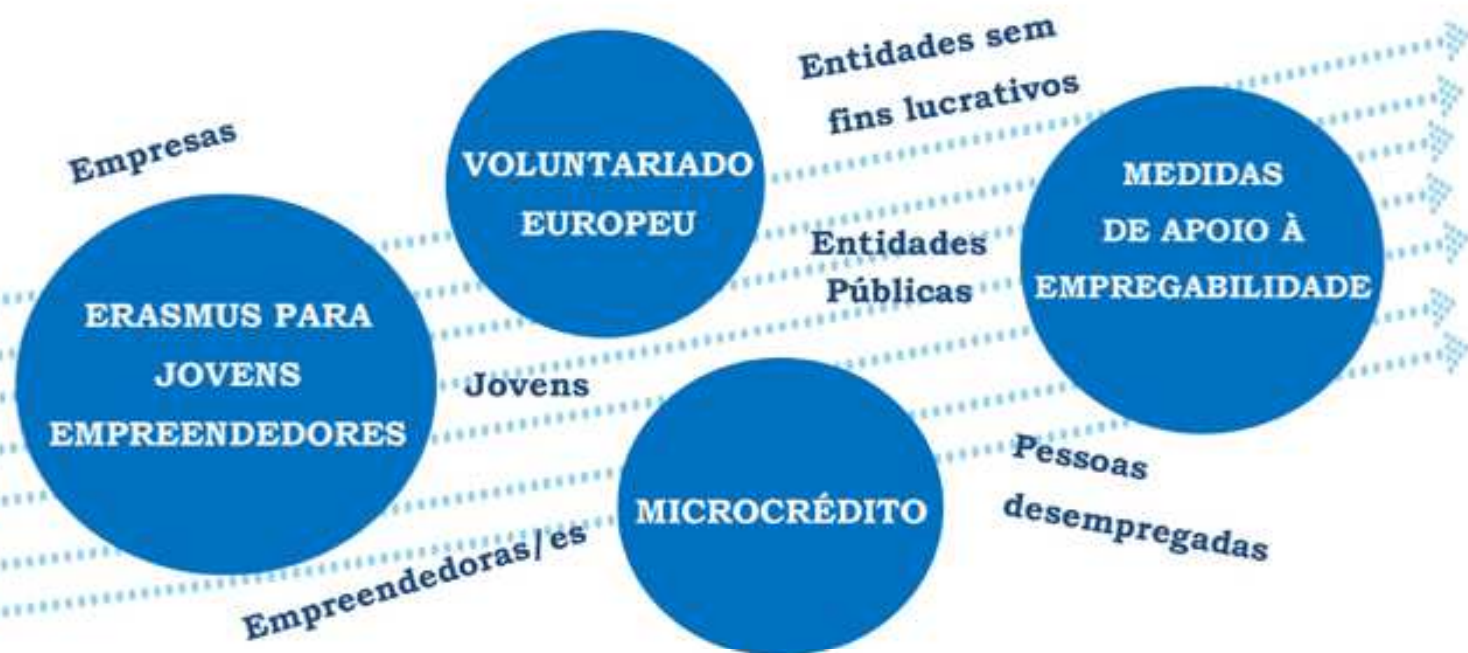 Empresas
ERASMUS PARA
JOVENS
EMPREENDEDORES
VOLUNTARIADO
EUROPEU
Entidades sem
fins lucrativos
Jovens
Entidades
Públicas
MEDIDAS
DE APOIO À
EMPREGABILIDADE
Empreendedoras/es
MICROCRÉDITO
Pessoas
desempregadas